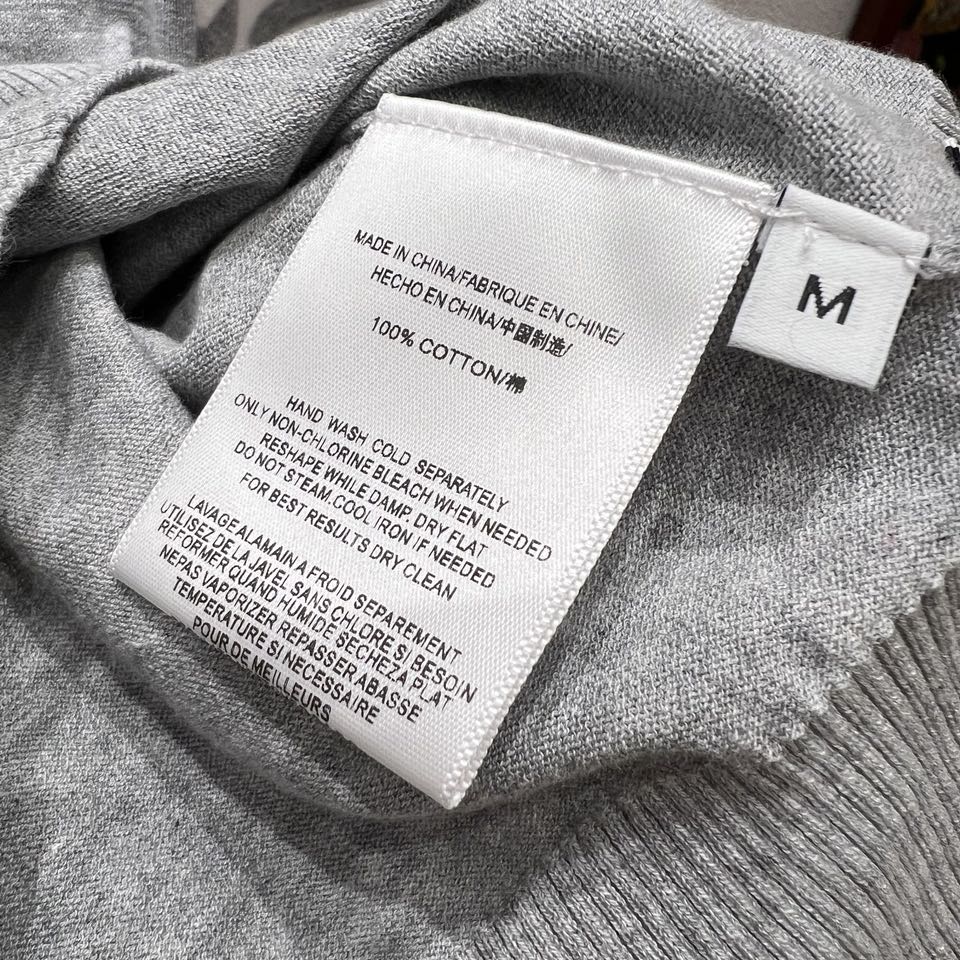 MADE IN CHINA/FABRIQUE EN CHINE/
HECHO EN CHINA/中国制造/
100% COTTON/棉
HAND WASH COLD SEPARATELY
ONLY NON-CHLORINE BLEACH WHEN NEEDED
RESHAPE WHILE DAMP, DRY FLAT
DO NOT STEAM.COOL IRON IF NEEDED
FOR BEST RESULTS DRY CLEAN
LAVAGE ALAMAIN A FROID SEPAREMENT
UTILISEZ DE LA JAVEL SANS CHLORE SI BESOIN
REFORMER QUAND HUMIDE SECHEZ A PLAT
NEPAS VAPORIZER REPASSER ABASSE
TEMPERATURE SI NECESSAIRE
POUR DE MEILLEURS
M